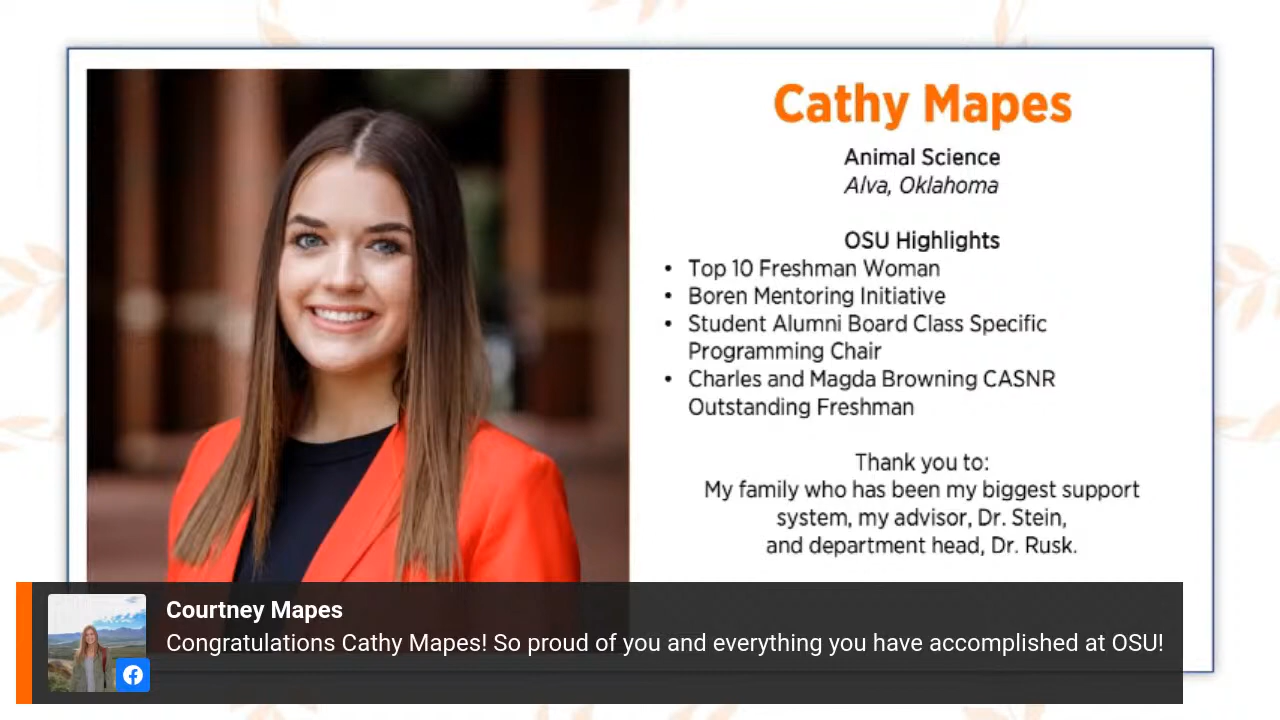 Cathy Mapes
Animal Science
Alva, Oklahoma
OSU Highlights
• Top 10 Freshman Woman
• Boren Mentoring Initiative
• Student Alumni Board Class Specific
Programming Chair
• Charles and Magda Browning CASNR
Outstanding Freshman
Thank you to:
My family who has been my biggest support
system, my advisor, Dr. Stein,
and department head, Dr. Rusk.
Courtney Mapes
Congratulations Cathy Mapes! So proud of you and everything you have accomplished at OSU!